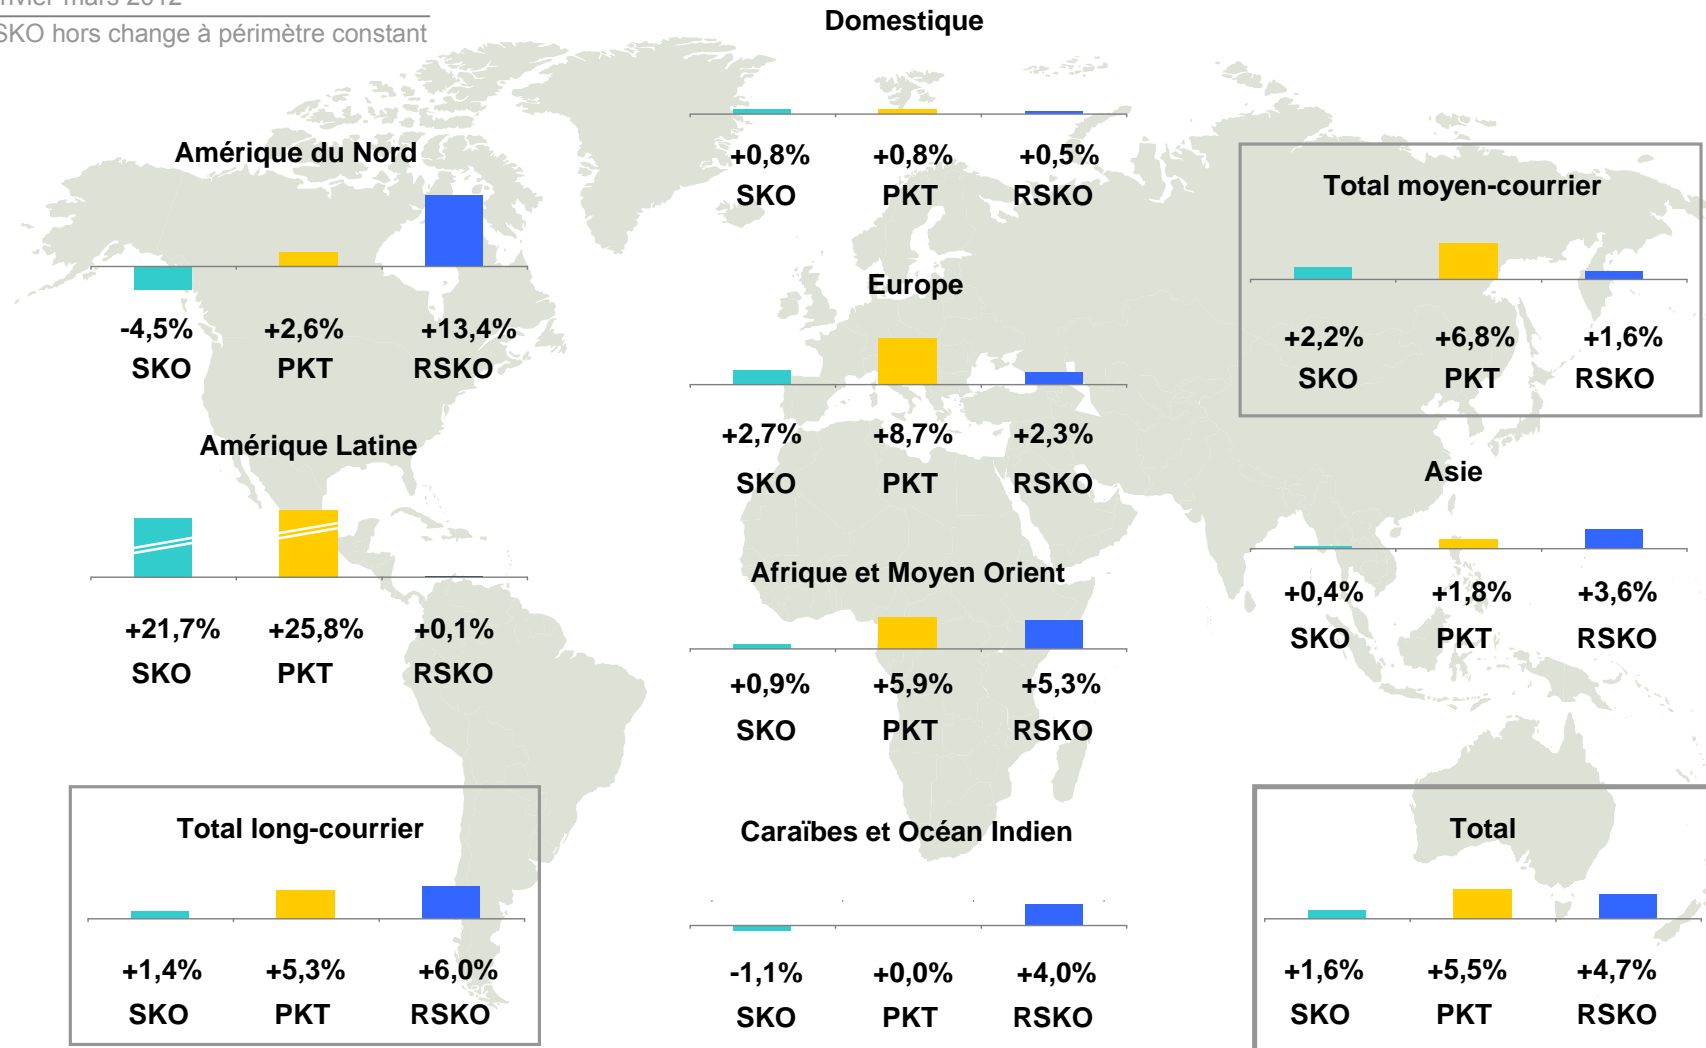 mars 2012
hors change à périmètre constant
Domestique
+0,8% +0,8% +0,5%
SKO PKT RSKO
Amérique du Nord
-4,5% +2,6% +13,4%
SKO PKT RSKO
Total moyen-courrier
+2,2% +6,8% +1,6%
SKO PKT RSKO
Europe
+2,7% +8,7% +2,3%
SKO PKT RSKO
Amérique Latine
+21,7% +25,8% +0,1%
SKO PKT RSKO
Asie
+0,4% +1,8% +3,6%
SKO PKT RSKO
Afrique et Moyen Orient
+0,9% +5,9% +5,3%
SKO PKT RSKO
Total long-courrier
+1,4% +5,3% +6,0%
SKO PKT RSKO
Caraïbes et Océan Indien
-1,1% +0,0% +4,0%
SKO PKT RSKO
Total
+1,6% +5,5% +4,7%
SKO PKT RSKO